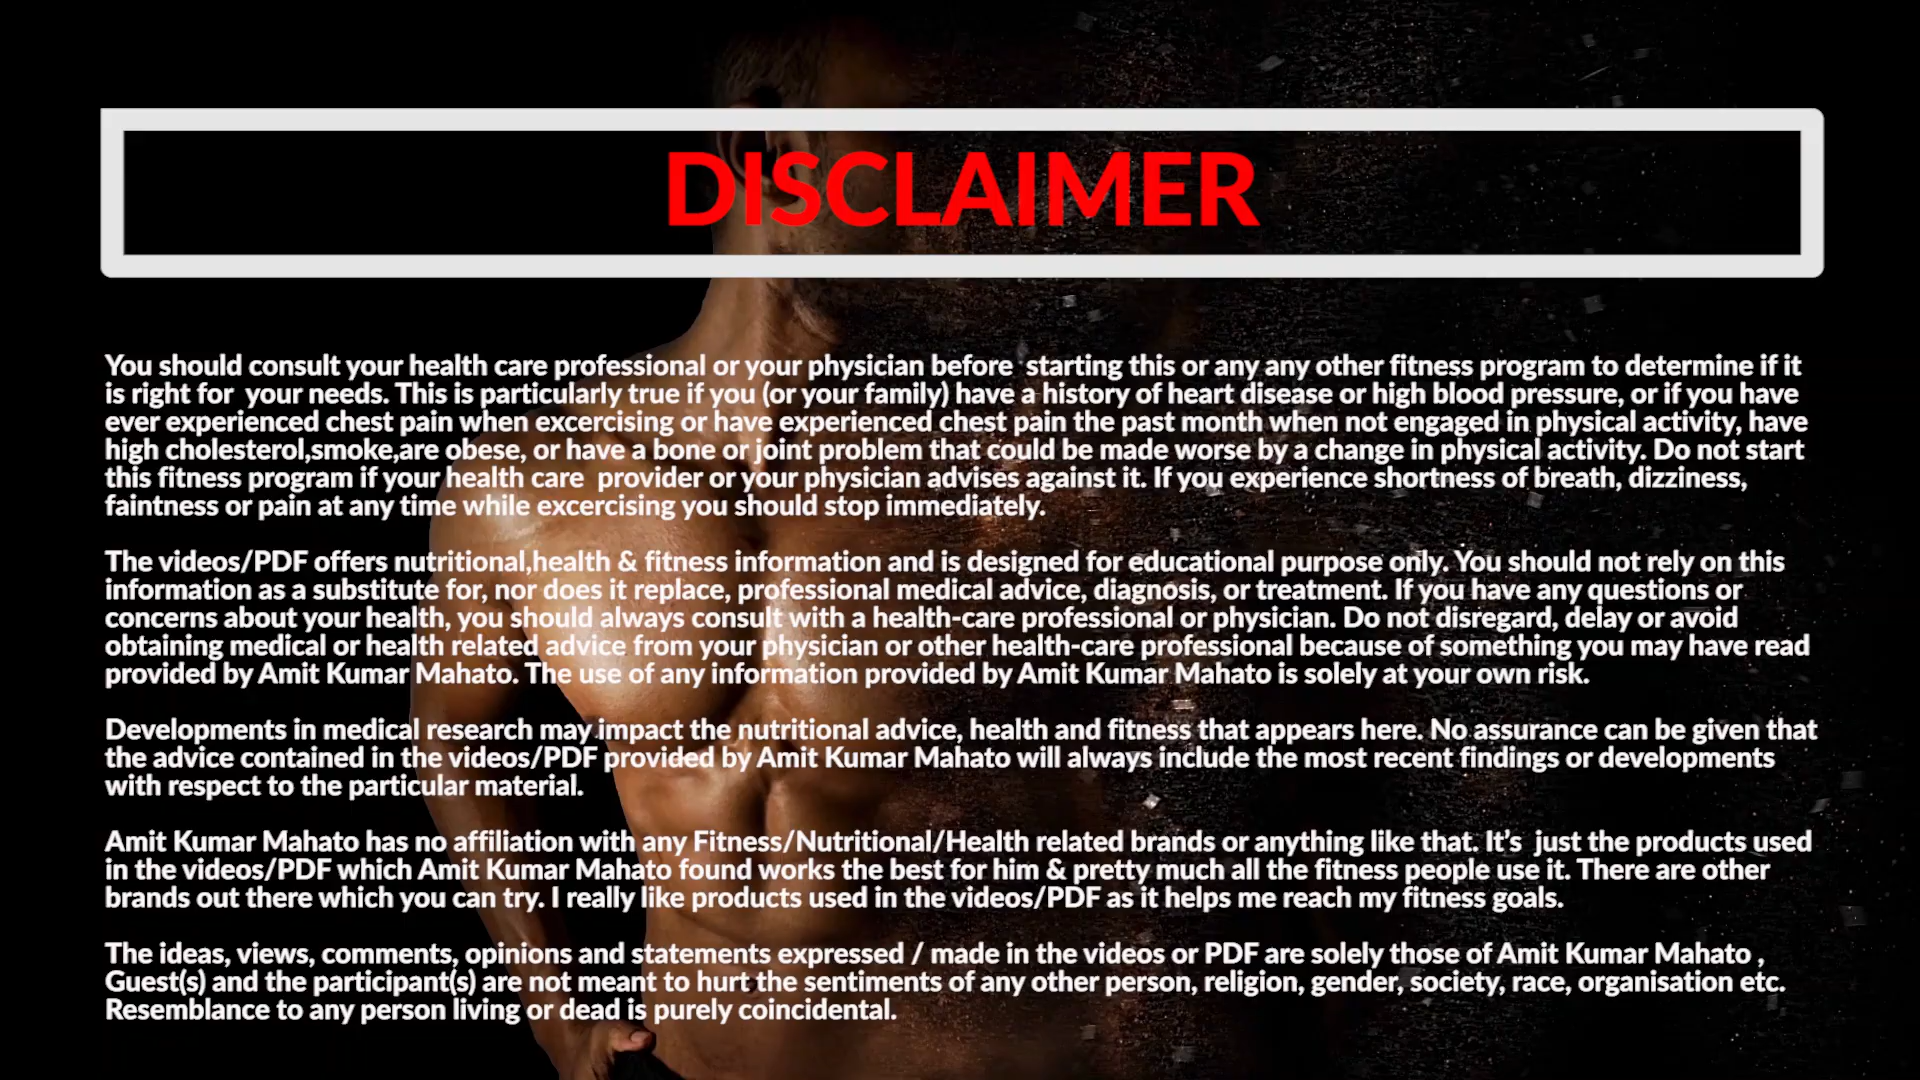 DISCLAIMER
You should consult your health care professional or your physician before  starting this or any any other fitness program to determine if it
is right for  your needs. This is particularly true if you (or your family) have a history of heart disease or high blood pressure, or if you have
ever experienced chest pain when excercising or have experienced chest pain the past month when not engaged in physical activity, have
high cholesterol,smoke,are obese, or have a bone or joint problem that could be made worse by a change in physical activity. Do not start
this fitness program if your health care  provider or your physician advises against it. If you experience shortness of breath, dizziness,
faintness or pain at any time while excercising you should stop immediately.
The videos/PDF offers nutritional,health & fitness information and is designed for educational purpose only. You should not rely on this
information as a substitute for, nor does it replace, professional medical advice, diagnosis, or treatment. If you have any questions or
concerns about your health, you should always consult with a health-care professional or physician. Do not disregard, delay or avoid
obtaining medical or health related advice from your physician or other health-care professional because of something you may have read
provided by Amit Kumar Mahato. The use of any information provided by Amit Kumar Mahato is solely at your own risk.
Developments in medical research may impact the nutritional advice, health and fitness that appears here. No assurance can be given that
the advice contained in the videos/PDF provided by Amit Kumar Mahato will always include the most recent findings or developments
with respect to the particular material.
Amit Kumar Mahato has no affiliation with any Fitness/Nutritional/Health related brands or anything like that. It’s  just the products used
in the videos/PDF which Amit Kumar Mahato found works the best for him & pretty much all the fitness people use it. There are other
brands out there which you can try. I really like products used in the videos/PDF as it helps me reach my fitness goals.
The ideas, views, comments, opinions and statements expressed / made in the videos or PDF are solely those of Amit Kumar Mahato ,
Guest(s) and the participant(s) are not meant to hurt the sentiments of any other person, religion, gender, society, race, organisation etc.
Resemblance to any person living or dead is purely coincidental.